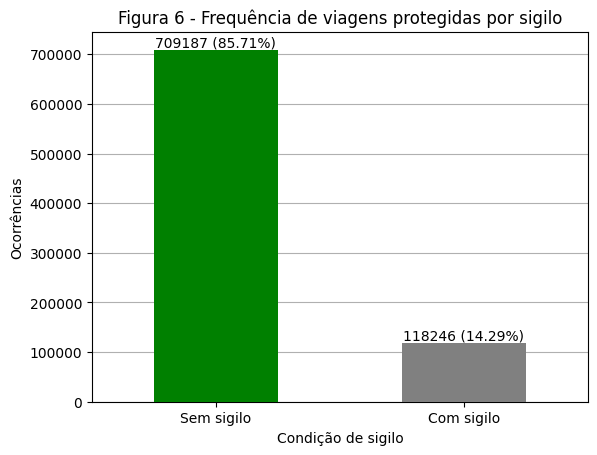 Figura 6 - Frequência de viagens protegidas por sigilo
709187 (85.71%)
118246 (14.29%)
700000
600000
500000
400000
300000
200000
100000
0
Ocorrências
Sem sigilo
Com sigilo
Condição de sigilo